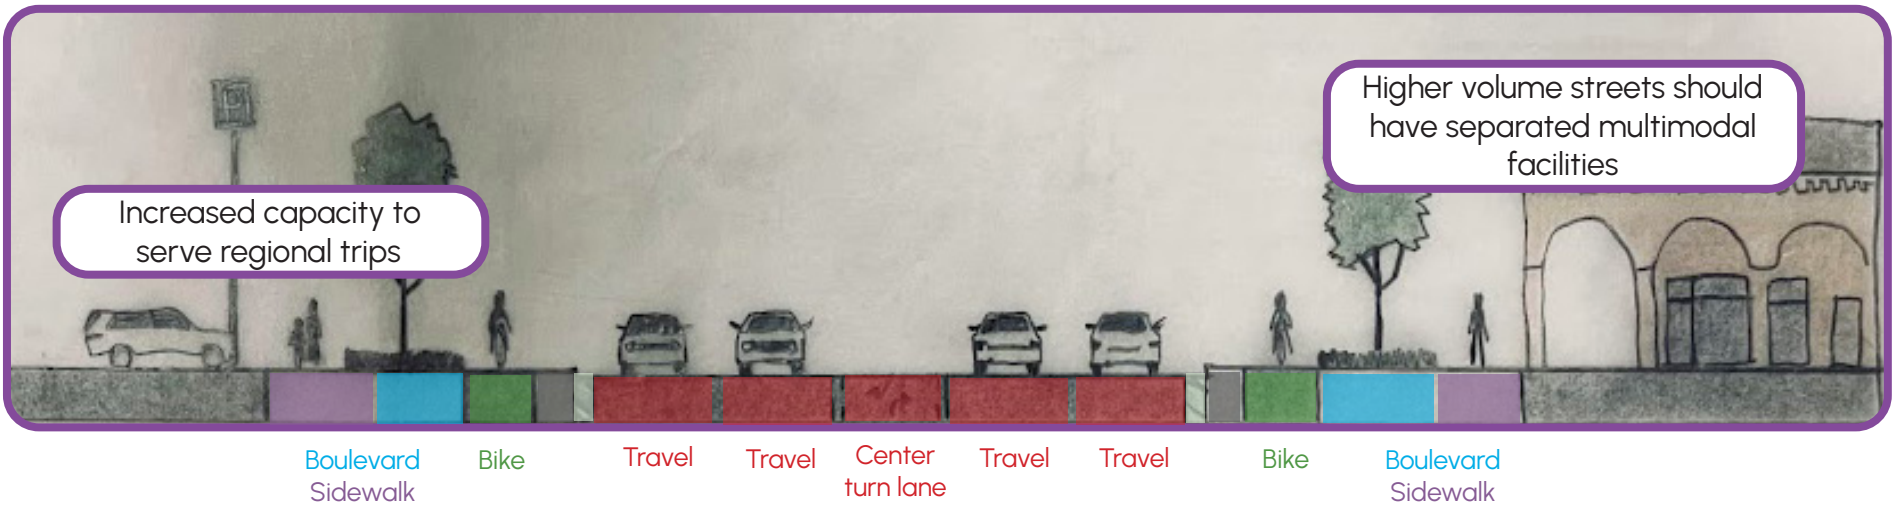 Higher volume streets should
have separated multimodal
facilities
P
Increased capacity to
serve regional trips
Boulevard
Sidewalk
Bike
Travel
Travel
Center
turn lane
Travel
Travel
Bike
Boulevard
Sidewalk